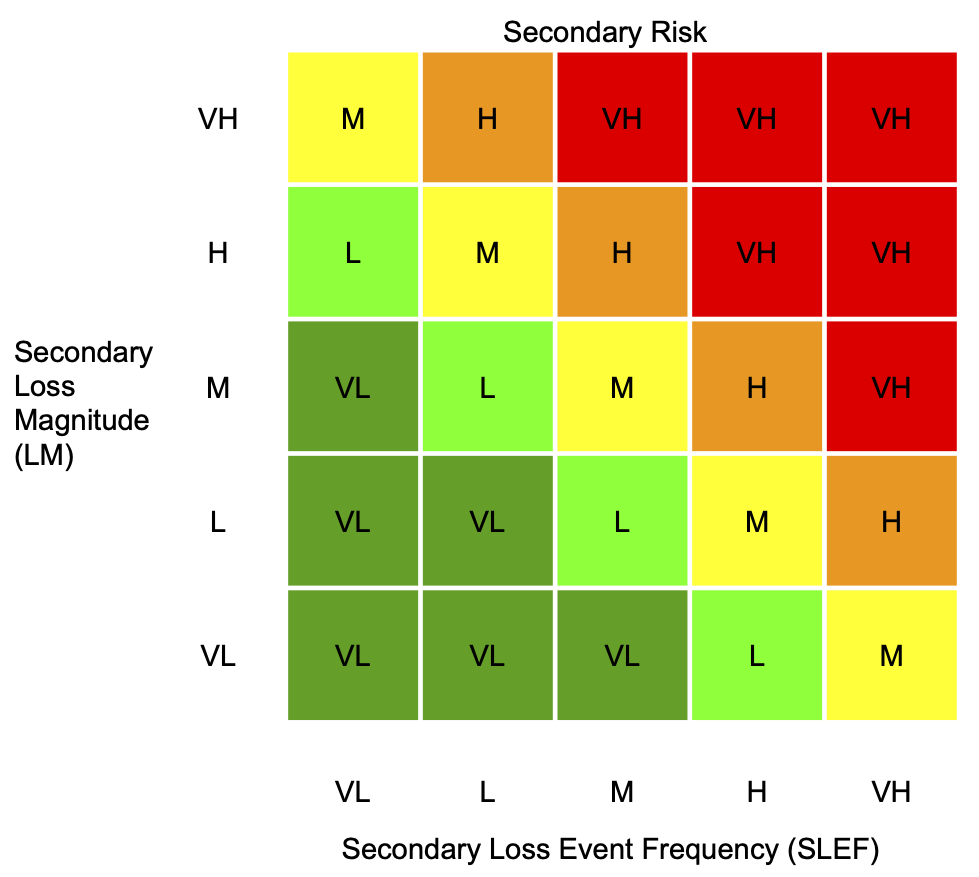 Secondary Risk
VH M H VH VH VH
H L M H VH VH
Secondary
Loss
Magnitude
(LM)
M VL L M H VH
L VL VL L M H
VL VL VL VL L M
VL L M H VH
Secondary Loss Event Frequency (SLEF)